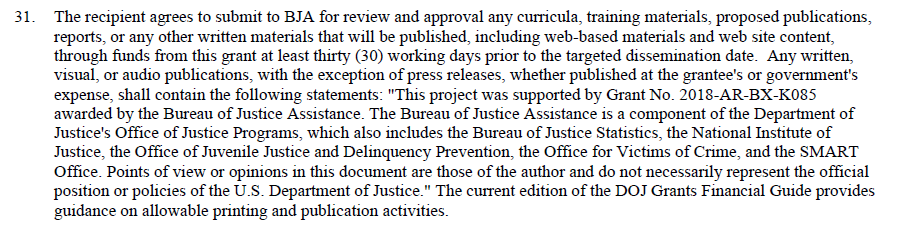 31. The recipient agrees to submit to BJA for review and approval any curricula, training materials, proposed publications,
reports, or any other written materials that will be published, including web-based materials and web site content,
through funds from this grant at least thirty (30) working days prior to the targeted dissemination date. Any written,
visual, or audio publications, with the exception of press releases, whether published at the grantee's or government's
expense, shall contain the following statements: "This project was supported by Grant No. 2018-AR-BX-K085
awarded by the Bureau of Justice Assistance. The Bureau of Justice Assistance is a component of the Department of
Justice's Office of Justice Programs, which also includes the Bureau of Justice Statistics, the National Institute of
Justice, the Office of Juvenile Justice and Delinquency Prevention, the Office for Victims of Crime, and the SMART
Office. Points of view or opinions in this document are those of the author and do not necessarily represent the official
position or policies of the U.S. Department of Justice." The current edition of the DOJ Grants Financial Guide provides
guidance on allowable printing and publication activities.